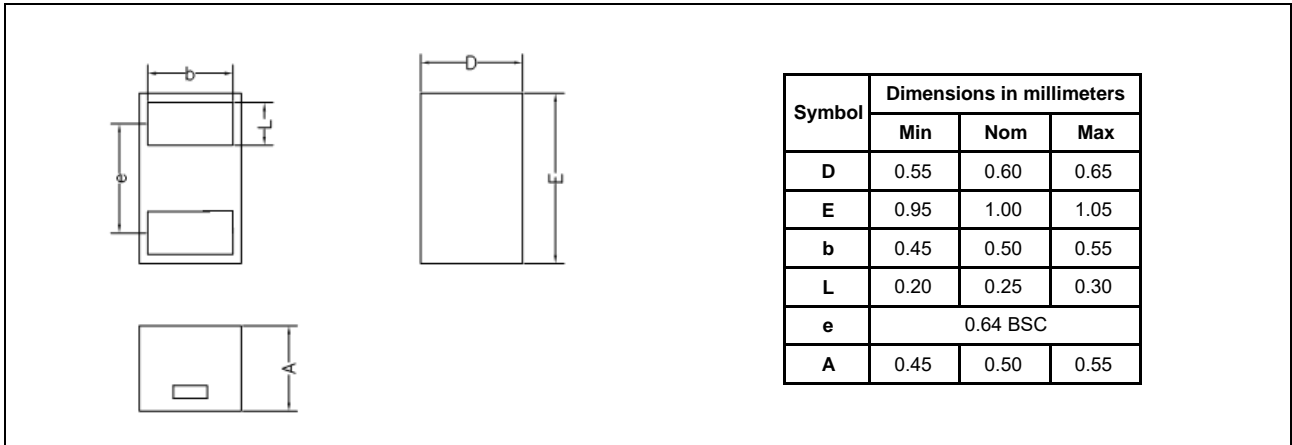 b
L
e
D
E
A
Symbol Dimensions in millimeters
Min Nom Max
D 0.55 0.60 0.65
E 0.95 1.00 1.05
b 0.45 0.50 0.55
L 0.20 0.25 0.30
e 0.64 BSC
A 0.45 0.50 0.55